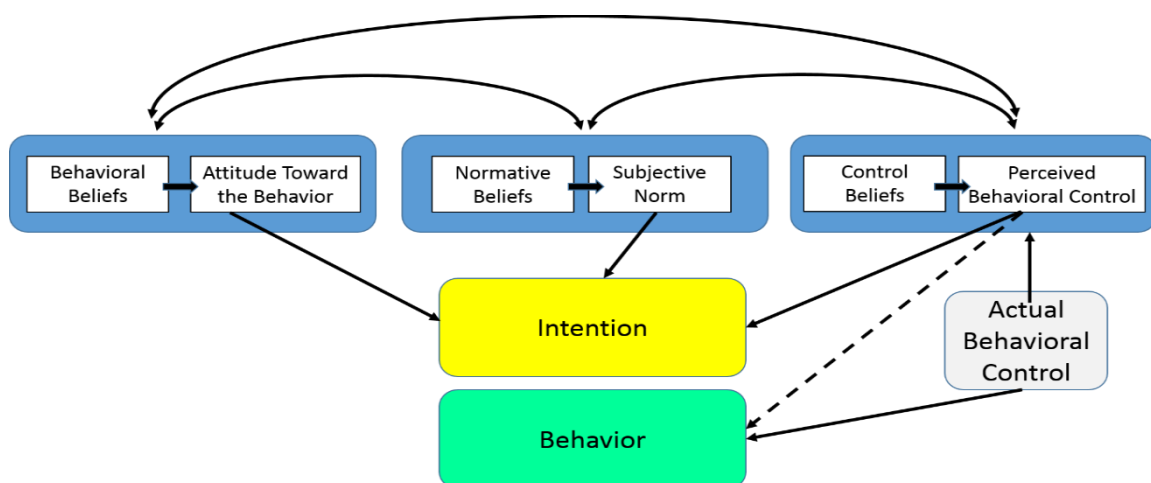 Behavioral
Beliefs
Attitude Toward
the Behavior
Normative
Beliefs
Subjective
Norm
Control
Beliefs
Perceived
Behavioral Control
Intention
Actual
Behavioral
Control
Behavior